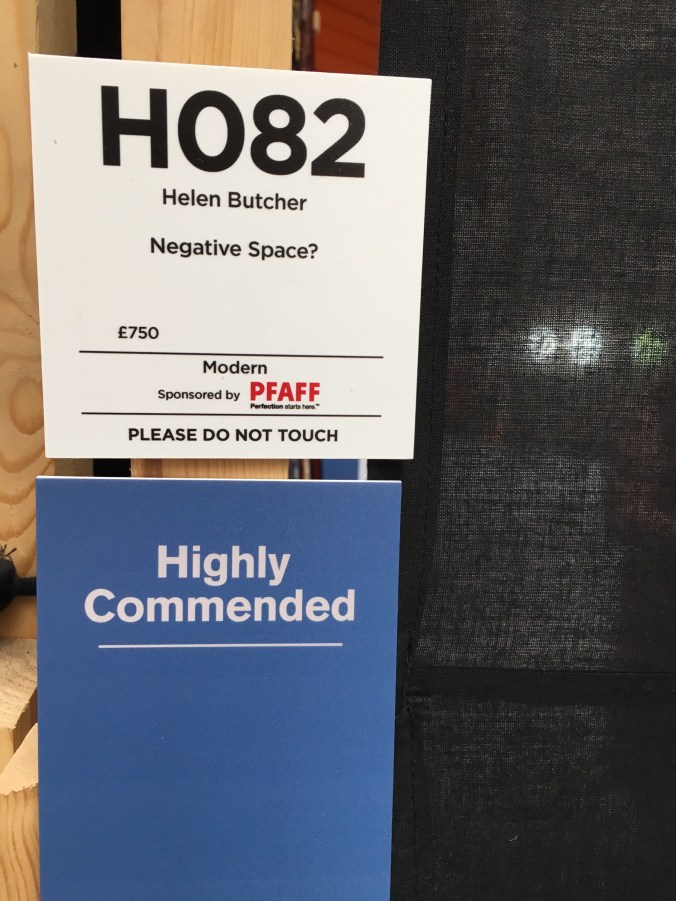 H082
Helen Butcher
Negative Space?
£750
Modern
Sponsored by PFAFF
Perfection starts here.™
PLEASE DO NOT TOUCH
Highly
Commended